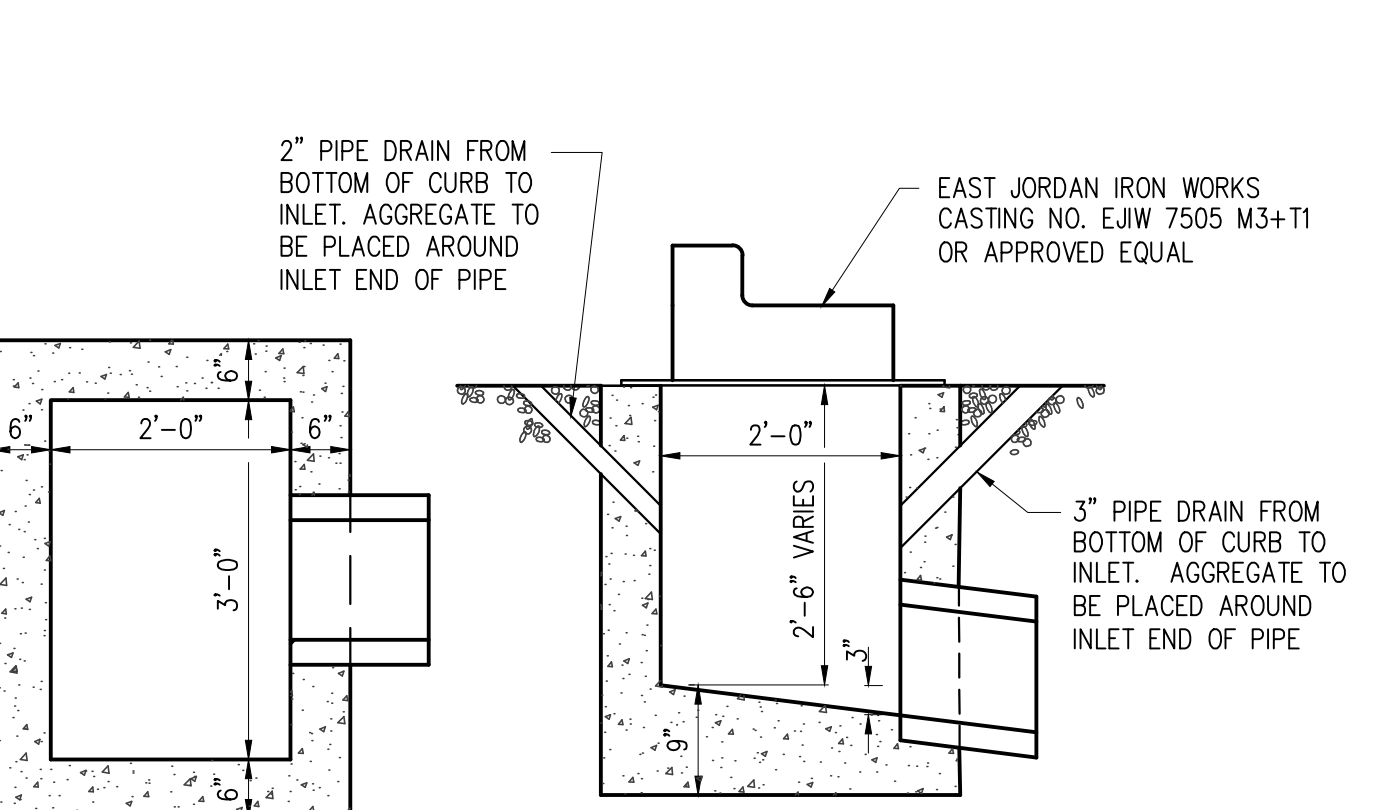 2” PIPE DRAIN FROM
BOTTOM OF CURB TO
INLET. AGGREGATE TO
BE PLACED AROUND
INLET END OF PIPE
EAST JORDAN IRON WORKS
CASTING NO. EJIW 7505 M3+T1
OR APPROVED EQUAL
6”
6”
2’-0”
6”
3’-0”
6”
2’-0”
2’-6” VARIES
3”
9”
3” PIPE DRAIN FROM
BOTTOM OF CURB TO
INLET. AGGREGATE TO
BE PLACED AROUND
INLET END OF PIPE